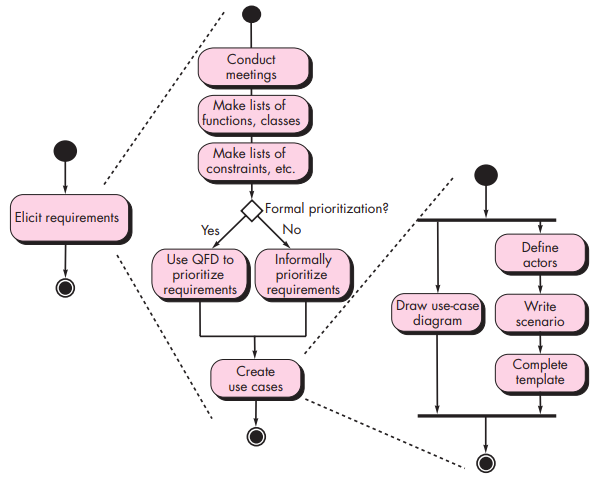 Elicit requirements
Conduct
meetings
Make lists of
functions, classes
Make lists of
constraints, etc.
Formal prioritization?
Yes
No
Use QFD to
prioritize
requirements
Informally
prioritize
requirements
Create
use cases
Draw use-case
diagram
Define
actors
Write
scenario
Complete
template